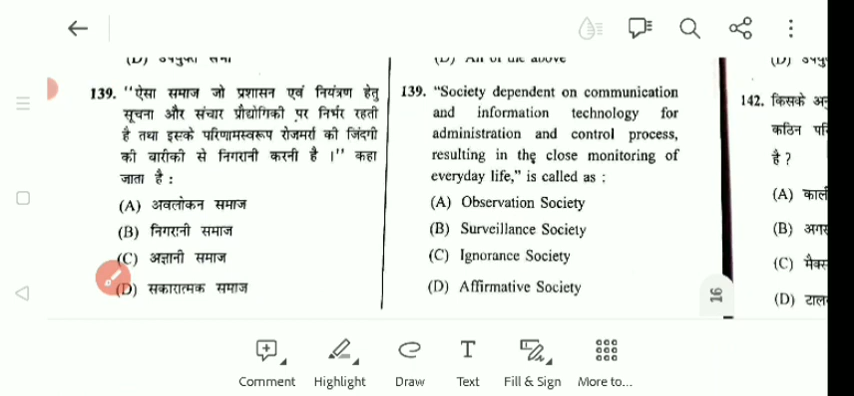 139. ‘‘ऐसा समाज जो प्रशासन एवं नियंत्रण हेतु
सूचना और संचार प्रौद्योगिकी पर निर्भर रहती
है तथा इसके परिणामस्वरूप रोजमर्रा की जिंदगी
की बारीकी से निगरानी करनी है ।’’ कहा
जाता है :
(A) अवलोकन समाज
(B) निगरानी समाज
(C) अज्ञानी समाज
(D) सकारात्मक समाज
(D) All of the above
139. “Society dependent on communication
and information technology for
administration and control process,
resulting in the close monitoring of
everyday life,” is called as :
(A) Observation Society
(B) Surveillance Society
(C) Ignorance Society
(D) Affirmative Society
16
142. किसके
कठिन
है ?
(A)
(B)
(C)
(D)
Comment
Highlight
Draw
Text
Fill & Sign
More to...